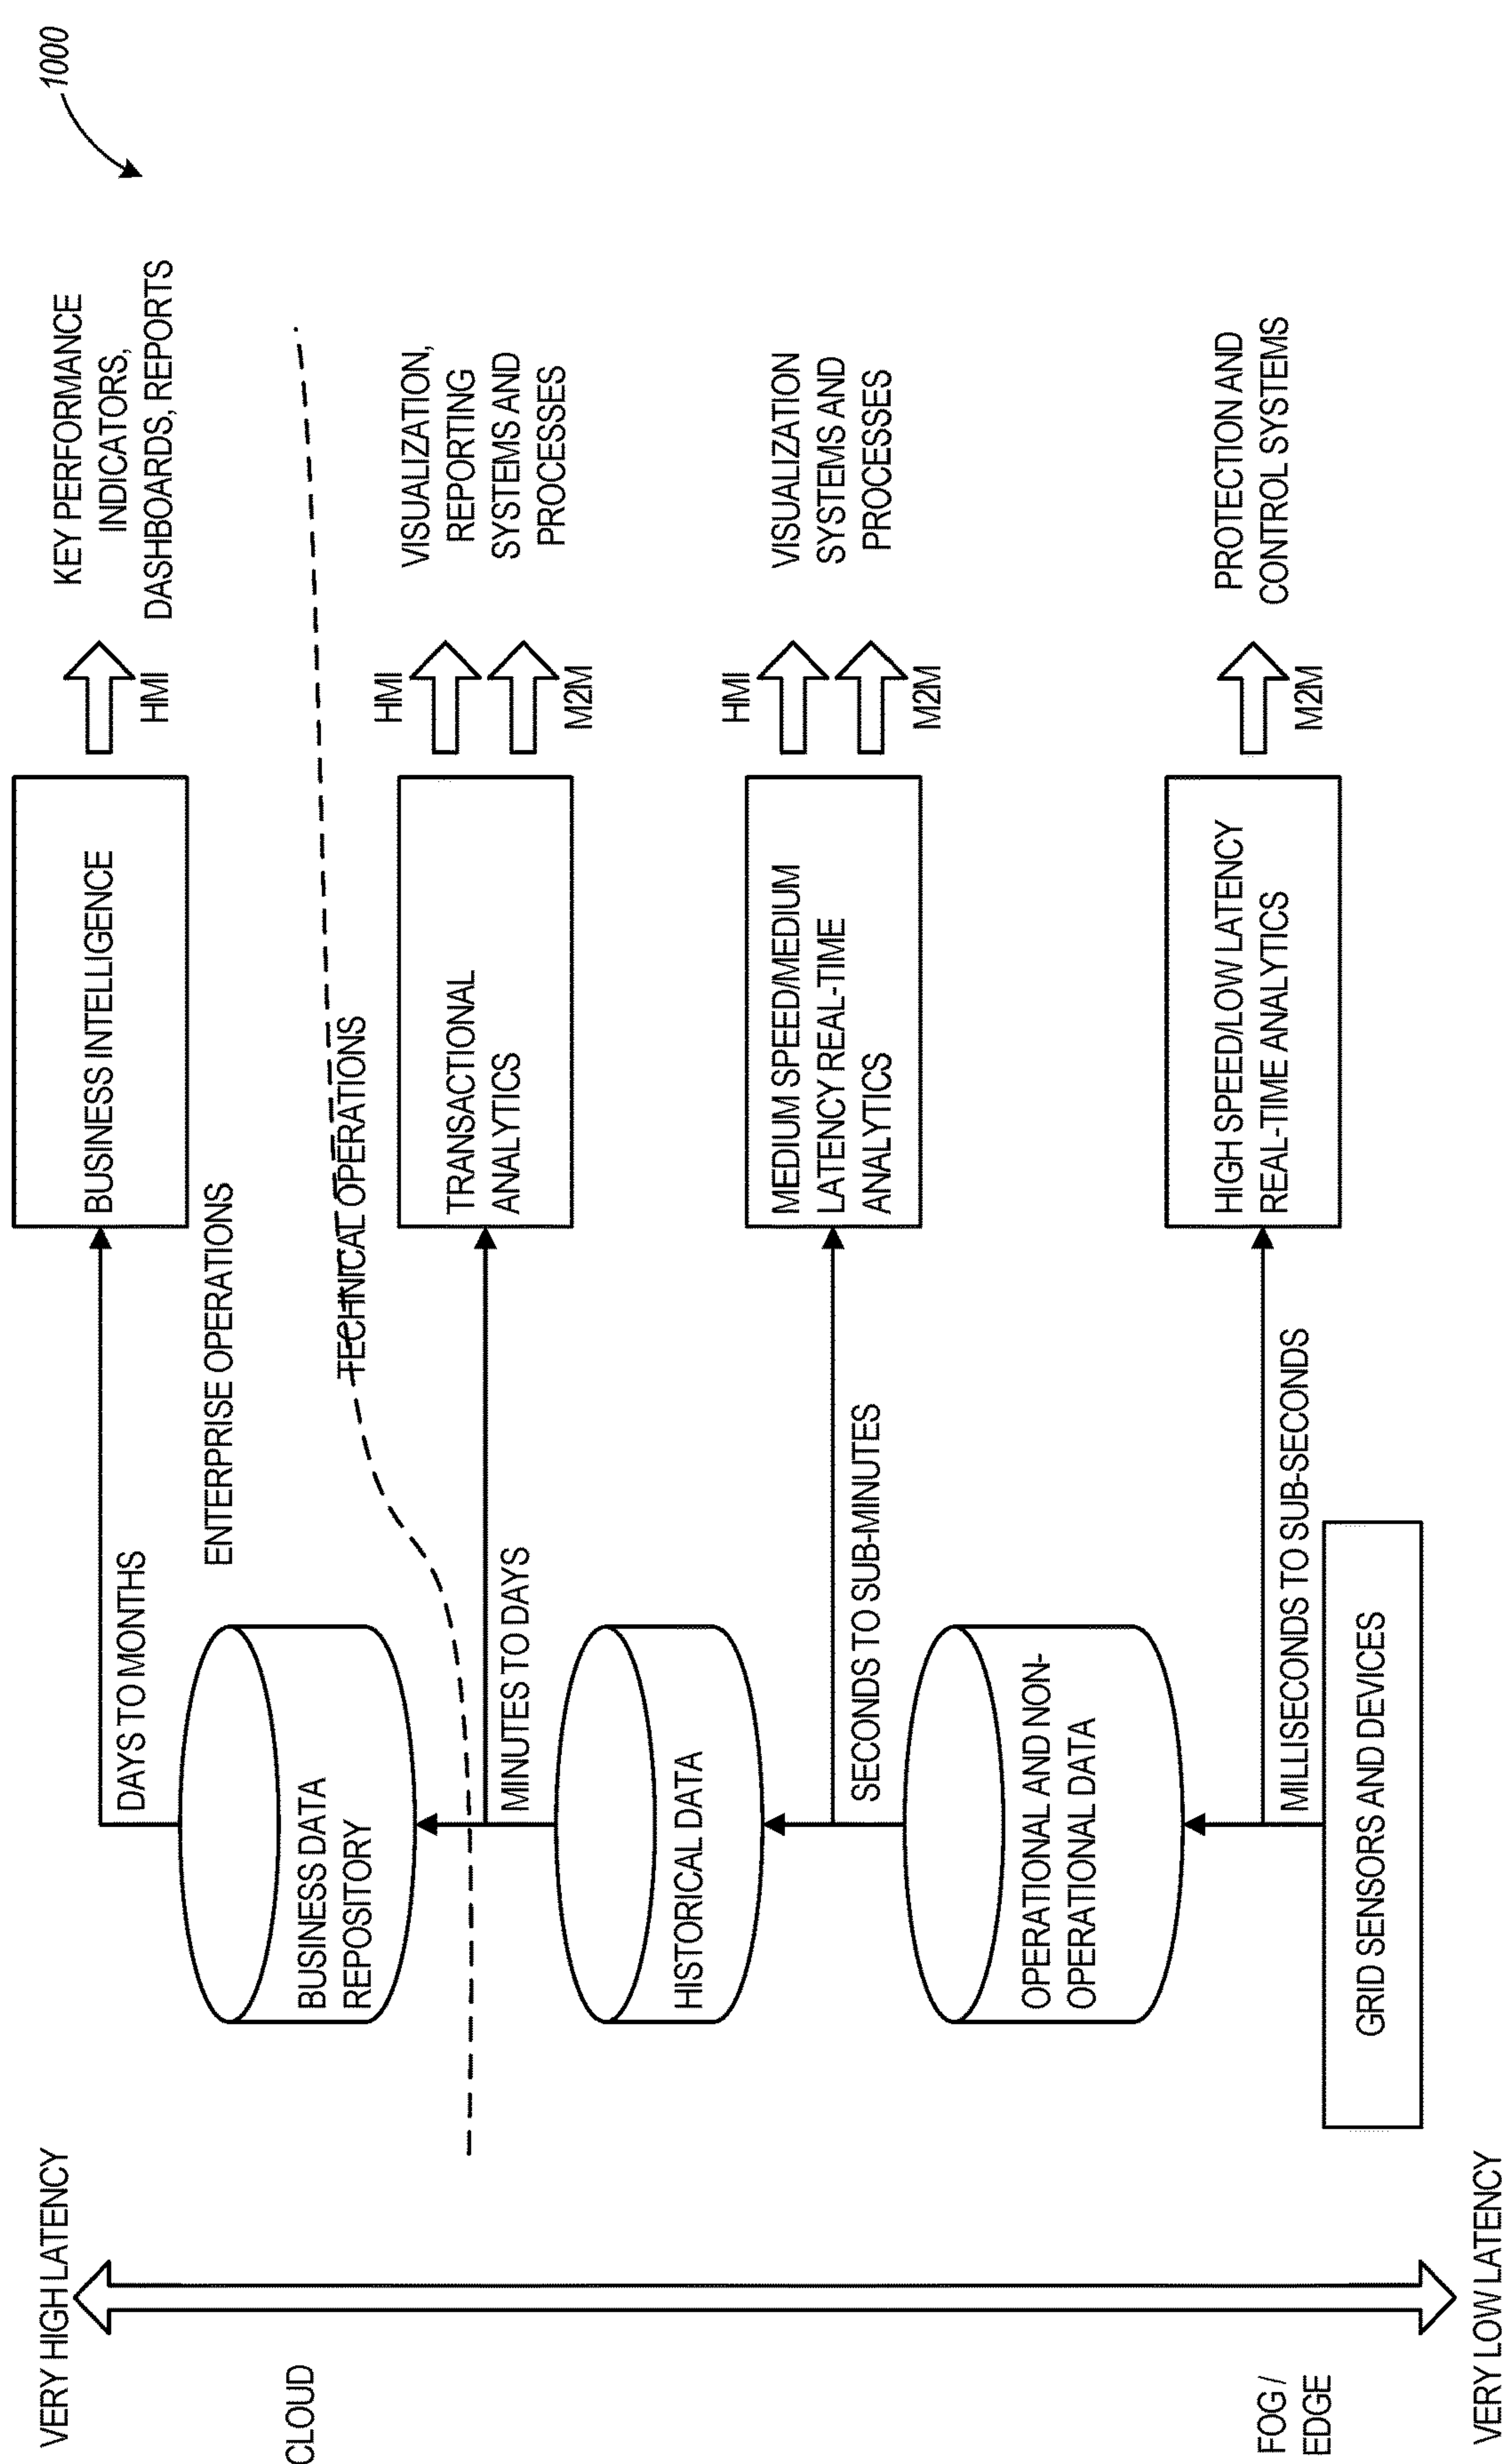 1000
VERY HIGH LATENCY
CLOUD
FOG /
EDGE
VERY LOW LATENCY
DAYS TO MONTHS
BUSINESS DATA
REPOSITORY
ENTERPRISE OPERATIONS
BUSINESS INTELLIGENCE
HMI
KEY PERFORMANCE
INDICATORS,
DASHBOARDS, REPORTS
TECHNICAL OPERATIONS
MINUTES TO DAYS
HISTORICAL DATA
TRANSACTIONAL
ANALYTICS
HMI
M2M
VISUALIZATION,
REPORTING
SYSTEMS AND
PROCESSES
SECONDS TO SUB-MINUTES
OPERATIONAL AND NON-
OPERATIONAL DATA
MEDIUM SPEED/MEDIUM
LATENCY REAL-TIME
ANALYTICS
HMI
M2M
VISUALIZATION
SYSTEMS AND
PROCESSES
MILLISECONDS TO SUB-SECONDS
GRID SENSORS AND DEVICES
HIGH SPEED/LOW LATENCY
REAL-TIME ANALYTICS
M2M
PROTECTION AND
CONTROL SYSTEMS